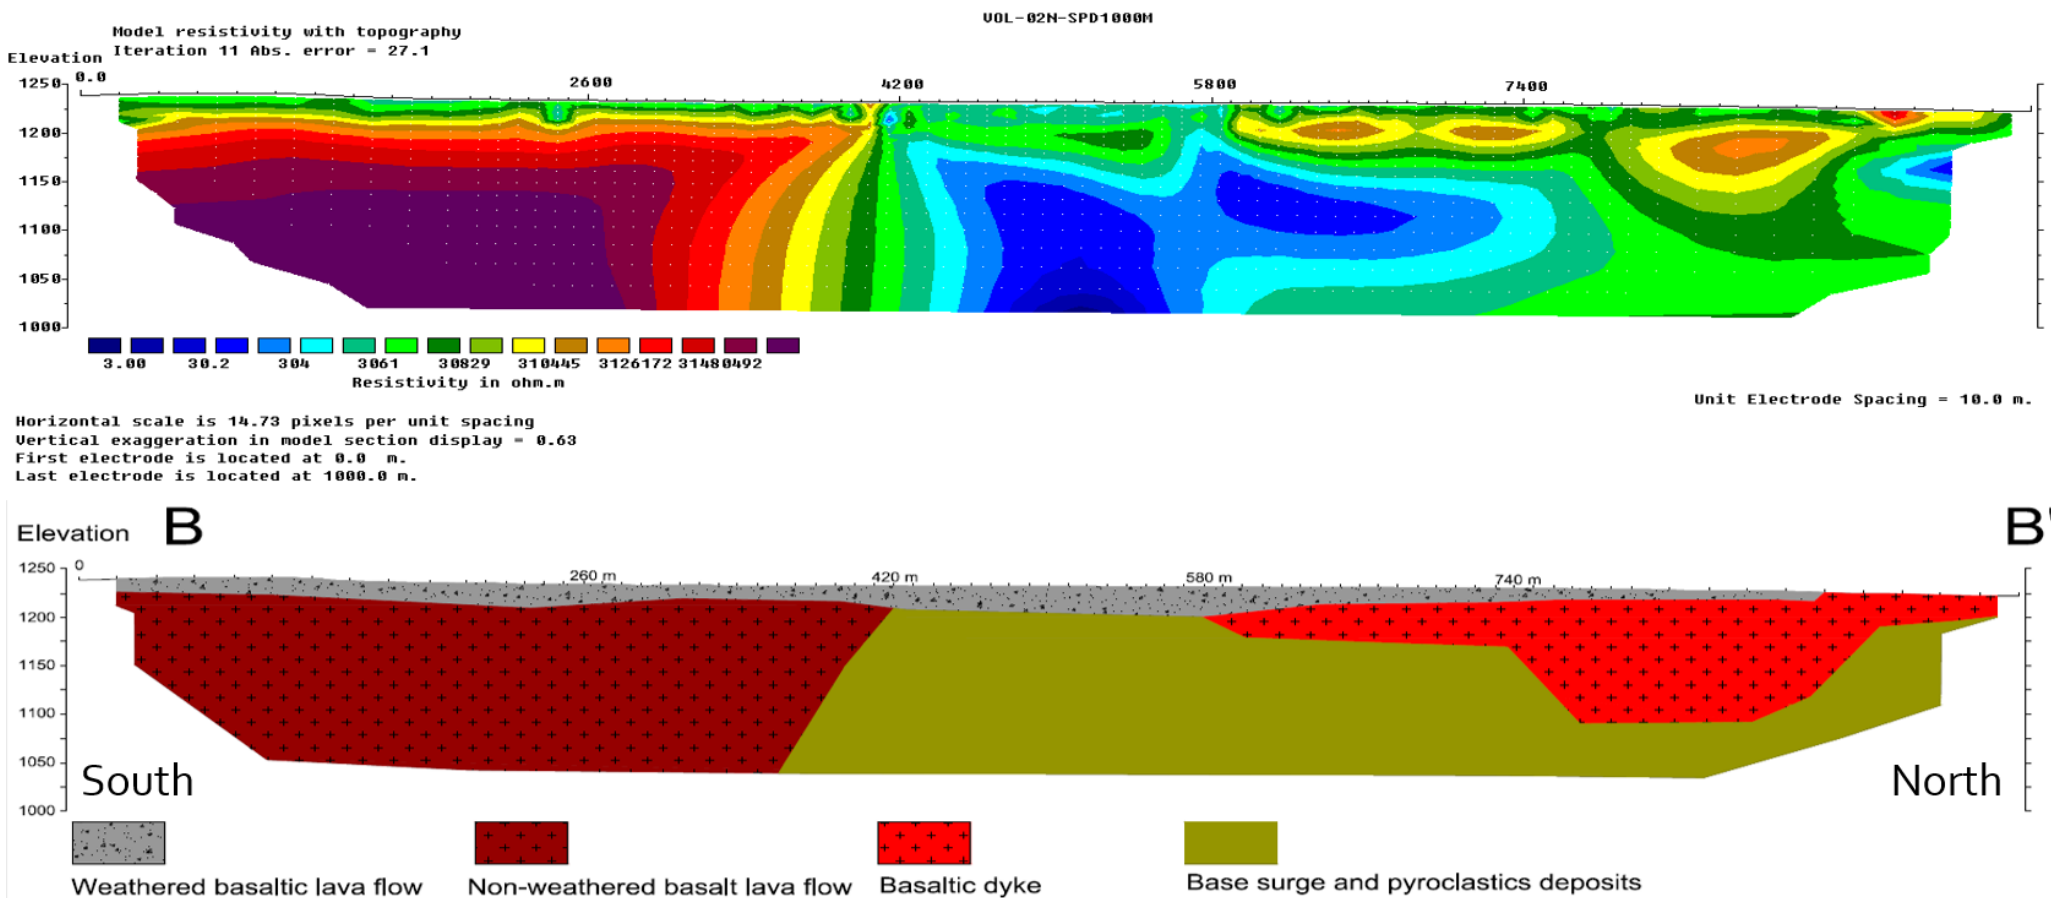 VOL-02N-SPD1000M
Model resistivity with topography
Iteration 11 Abs. error = 27.1
Elevation
0.0 2600 4200 5800 7400
1250
1200
1150
1100
1050
1000
3.00 30.2 304 3061 30829 310445 3126172 31480492
Resistivity in ohm.m
Unit Electrode Spacing = 10.0 m.
Horizontal scale is 14.73 pixels per unit spacing
Vertical exaggeration in model section display = 0.63
First electrode is located at 0.0 m.
Last electrode is located at 1000.0 m.
Elevation B B'
0 260 m 420 m 580 m 740 m
1250
1200
1150
1100
1050
1000
South North
Weathered basaltic lava flow Non-weathered basalt lava flow Basaltic dyke Base surge and pyroclastics deposits